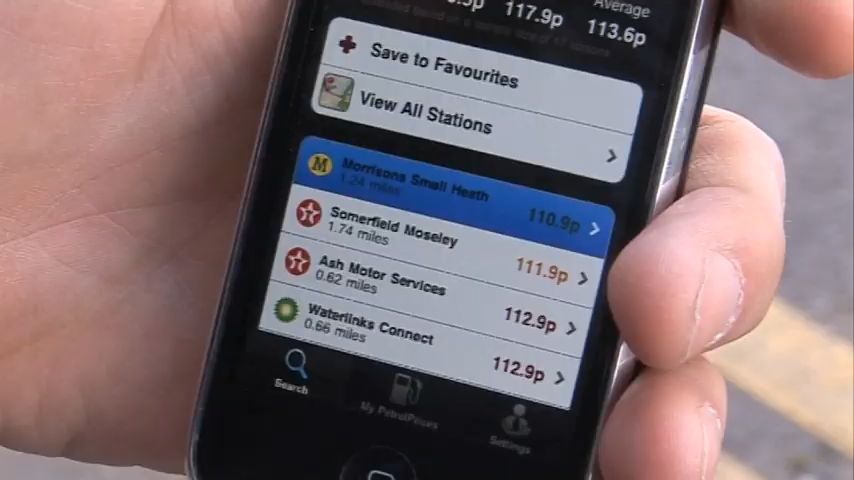 Average
117.9p
113.6p
Save to Favourites
View All Stations
M
Morrisons Small Heath
1.24 miles
110.9p
Somerfield Moseley
1.74 miles
111.9p
Ash Motor Services
0.62 miles
112.9p
Waterlinks Connect
0.66 miles
112.9p
Search
My PetrolPrices
Settings